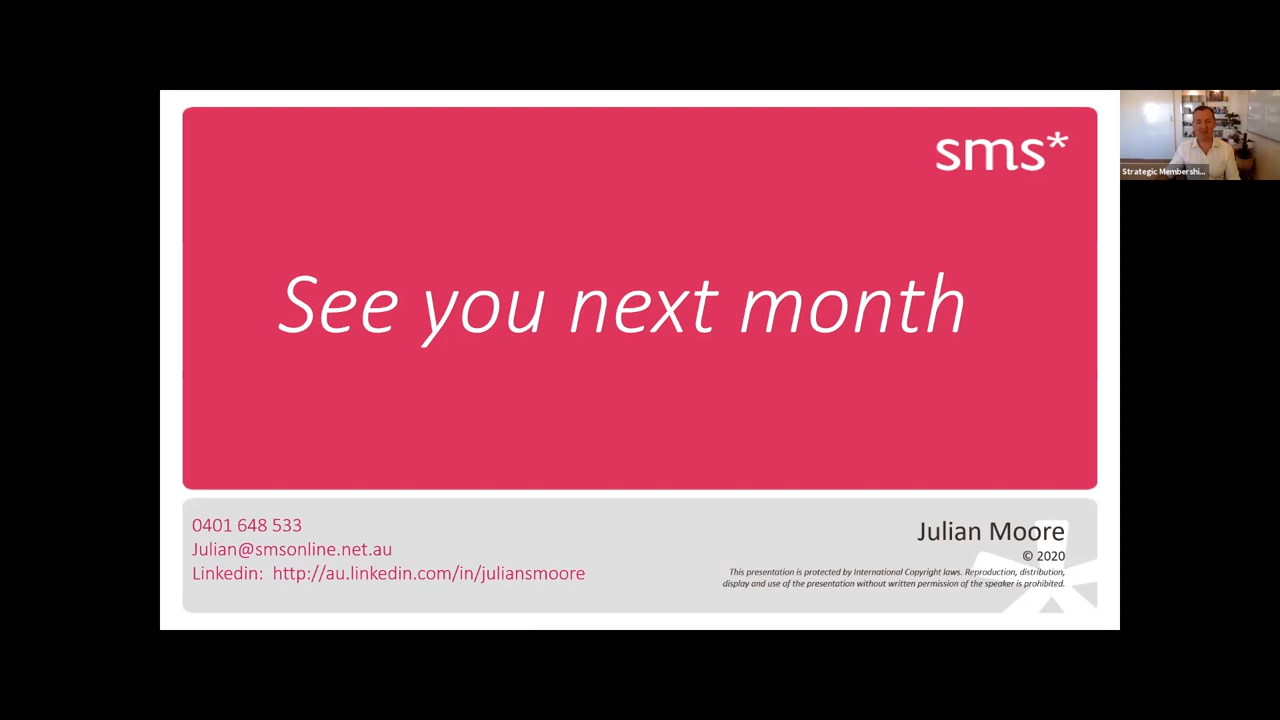 sms*
Strategic Membershi...
See you next month
0401 648 533
Julian@smsonline.net.au
Linkedin: http://au.linkedin.com/in/juliansmoore
Julian Moore
© 2020
This presentation is protected by International Copyright laws. Reproduction, distribution,
display and use of the presentation without written permission of the speaker is prohibited.